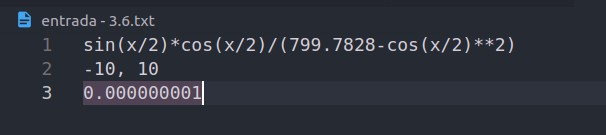 entrada - 3.6.txt
1 sin(x/2)*cos(x/2)/(799.7828-cos(x/2)**2)
2 -10, 10
3 0.000000001